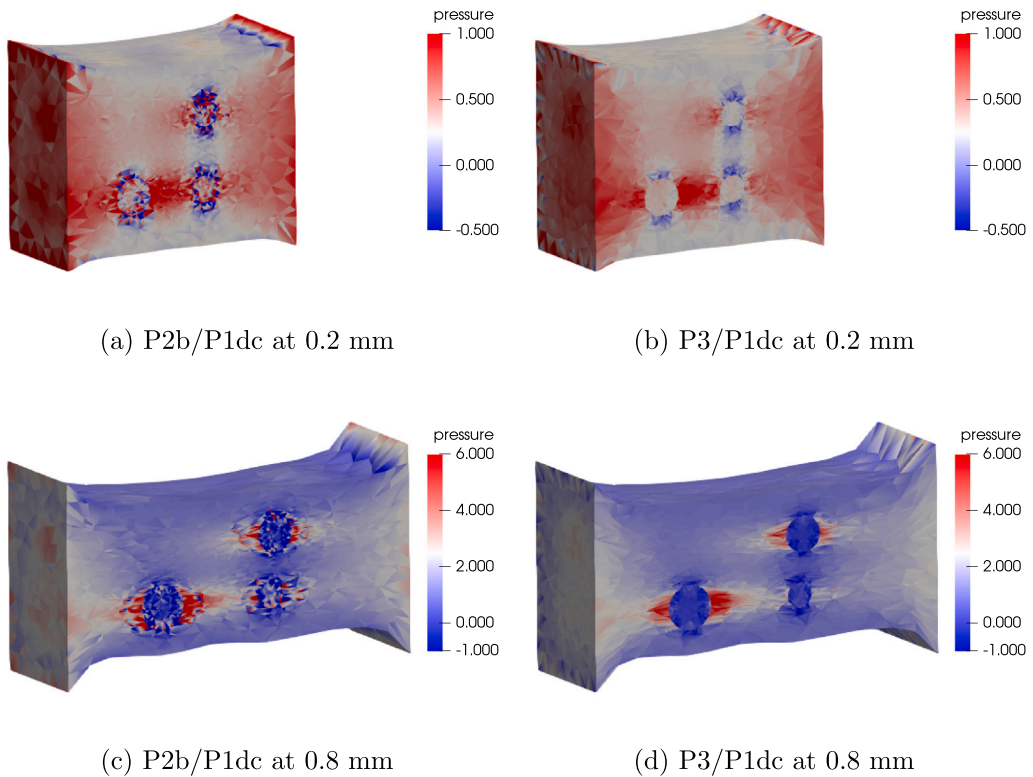 pressure
1.000
0.500
0.000
-0.500
pressure
1.000
0.500
0.000
-0.500
(a) P2b/P1dc at 0.2 mm
(b) P3/P1dc at 0.2 mm
pressure
6.000
4.000
2.000
0.000
-1.000
pressure
6.000
4.000
2.000
0.000
-1.000
(c) P2b/P1dc at 0.8 mm
(d) P3/P1dc at 0.8 mm